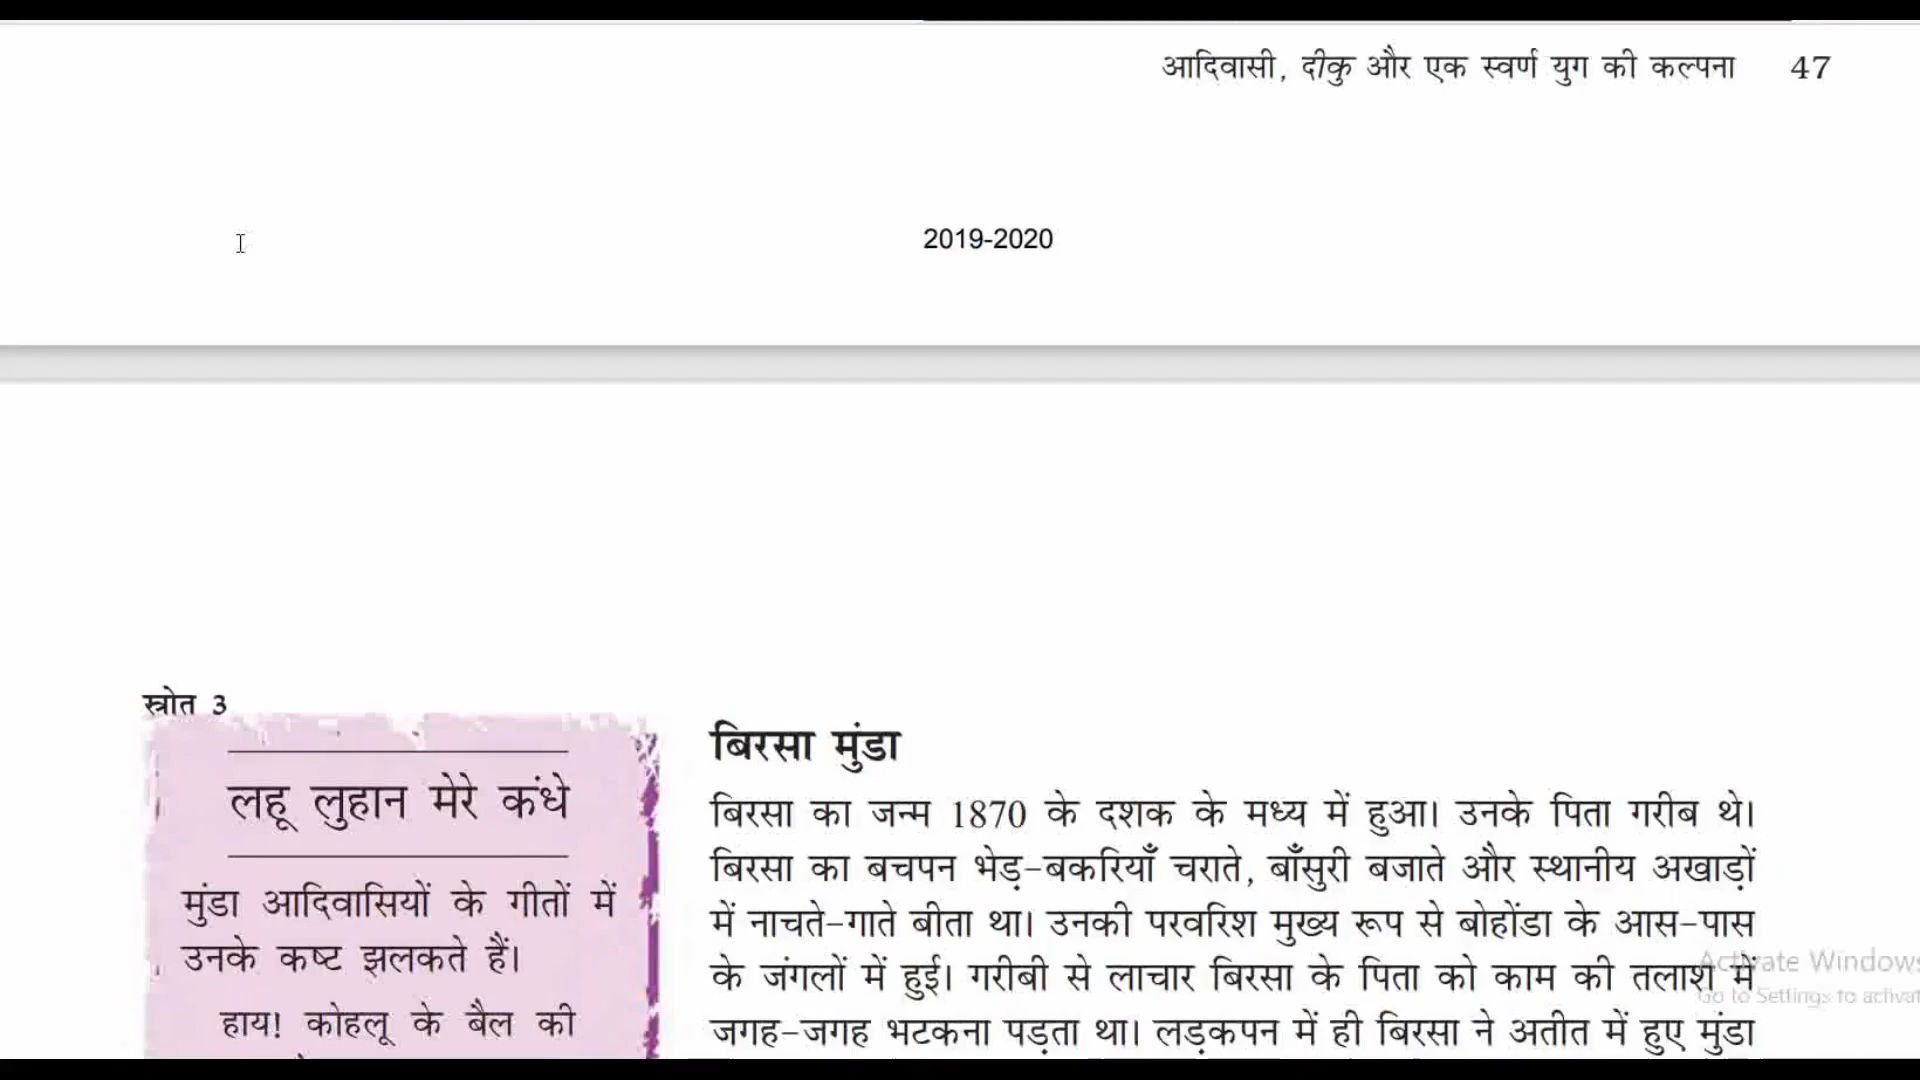 आदिवासी, दीकु और एक स्वर्ण युग की कल्पना 47
2019-2020
स्रोत 3
लहू लुहान मेरे कंधे
मुंडा आदिवासियों के गीतों में
उनके कष्ट झलकते हैं।
हाय! कोहलू के बैल की
बिरसा मुंडा
बिरसा का जन्म 1870 के दशक के मध्य में हुआ। उनके पिता गरीब थे।
बिरसा का बचपन भेड़-बकरियाँ चराते, बाँसुरी बजाते और स्थानीय अखाड़ों
में नाचते-गाते बीता था। उनकी परवरिश मुख्य रूप से बोहोंडा के आस-पास
के जंगलों में हुई। गरीबी से लाचार बिरसा के पिता को काम की तलाश में
जगह-जगह भटकना पड़ता था। लड़कपन में ही बिरसा ने अतीत में हुए मुंडा
Activate Windows
Go to Settings to activat